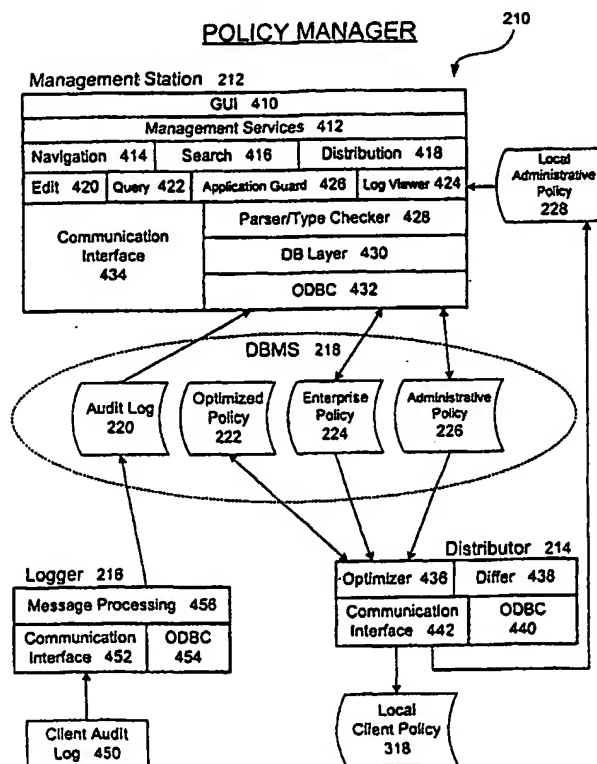 POLICY MANAGER
210
Management Station 212
GUI 410
Management Services 412
Navigation 414
Search 416
Distribution 418
Edit 420
Query 422
Application Guard 426
Log Viewer 424
Local
Administrative
Policy
228
Communication
Interface
434
Parser/Type Checker 428
DB Layer 430
ODBC 432
DBMS 218
Audit Log
220
Optimized
Policy
222
Enterprise
Policy
224
Administrative
Policy
226
Distributor 214
Optimizer 436
Differ 438
Communication
Interface 442
ODBC
440
Logger 216
Message Processing 456
Communication
Interface 452
ODBC
454
Client Audit
Log 450
Local
Client Policy
318